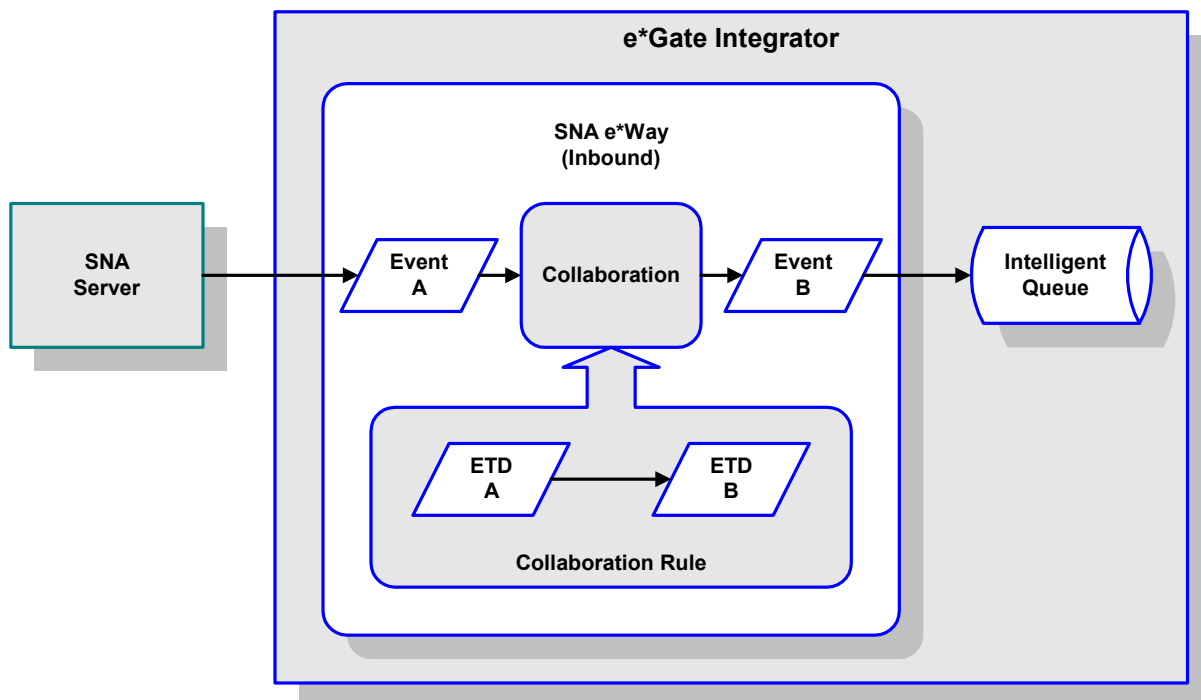 e*Gate Integrator
SNA e*Way
(Inbound)
SNA
Server
Event
A
Collaboration
Event
B
Intelligent
Queue
ETD
A
ETD
B
Collaboration Rule